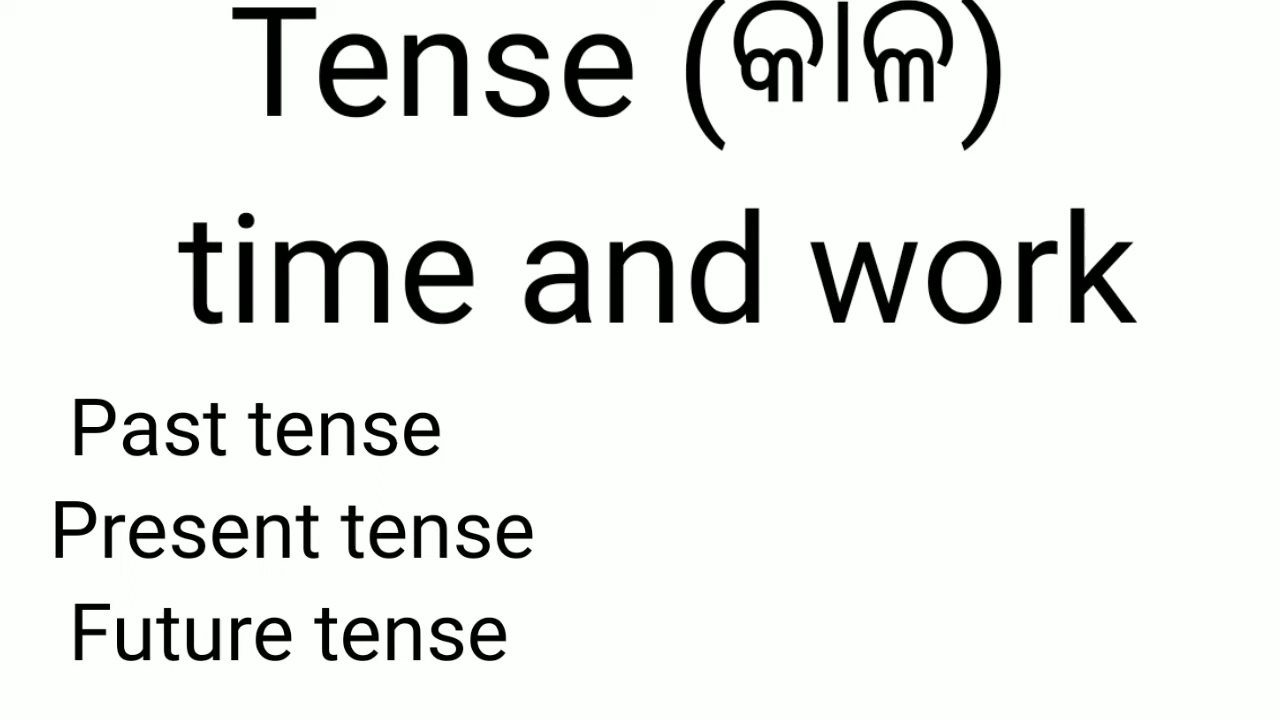 Tense (କାଳ)
time and work
Past tense
Present tense
Future tense